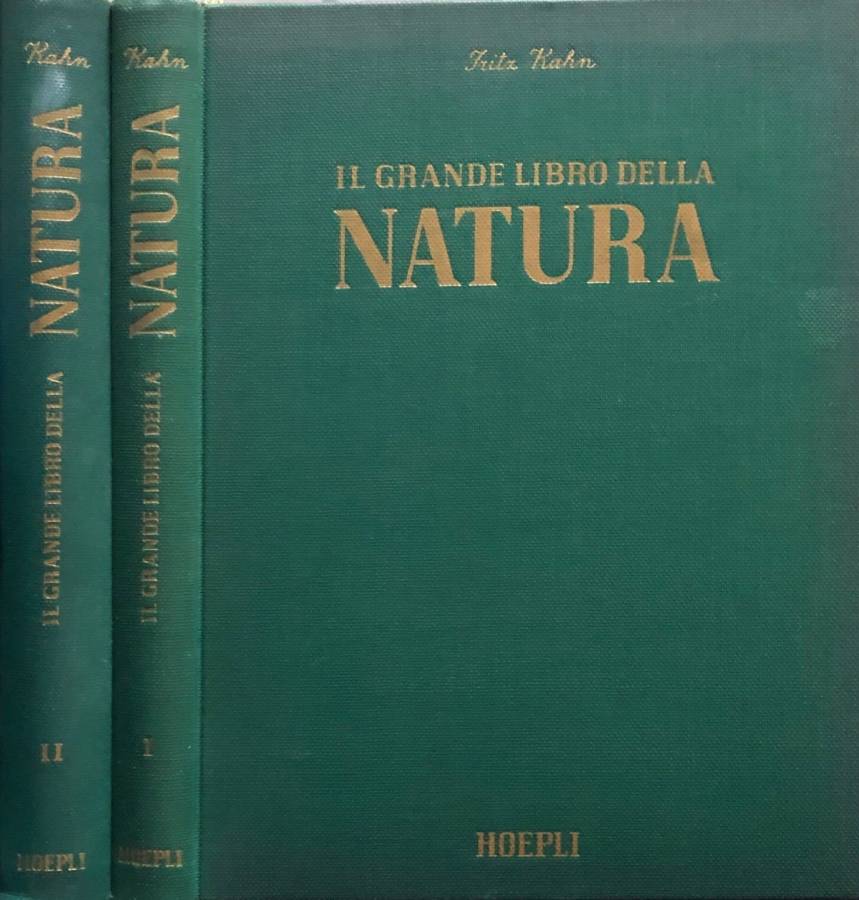 Kahn
IL GRANDE LIBRO DELLA NATURA
II
HOEPLI
Kahn
IL GRANDE LIBRO DELLA NATURA
I
HOEPLI
Fritz Kahn
IL GRANDE LIBRO DELLA
NATURA
HOEPLI